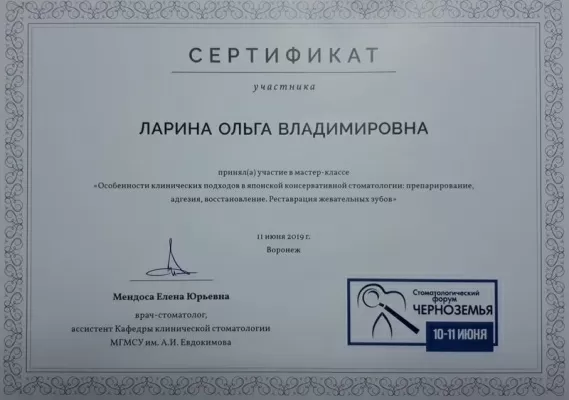 СЕРТИФИКАТ
участника
ЛАРИНА ОЛЬГА ВЛАДИМИРОВНА
принял(а) участие в мастер-классе
«Особенности клинических подходов в японской консервативной стоматологии: препарирование,
адгезия, восстановление. Реставрация жевательных зубов»
11 июня 2019 г.
Воронеж
Мендоса Елена Юрьевна
врач-стоматолог,
ассистент Кафедры клинической стоматологии
МГМСУ им. А.И. Евдокимова
Стоматологический
форум
ЧЕРНОЗЕМЬЯ
10-11 ИЮНЯ